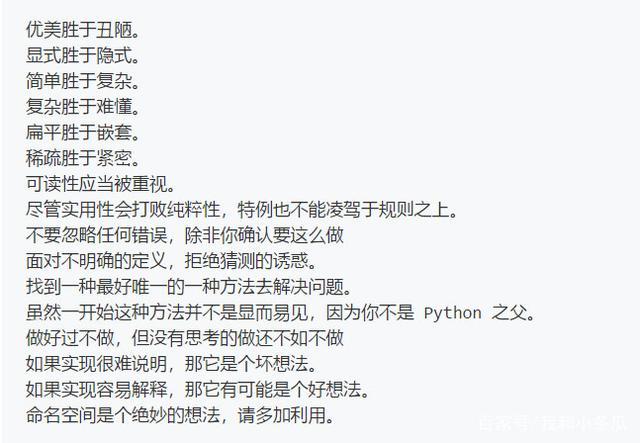 优美胜于丑陋。
显式胜于隐式。
简单胜于复杂。
复杂胜于难懂。
扁平胜于嵌套。
稀疏胜于紧密。
可读性应当被重视。
尽管实用性会打败纯粹性，特例也不能凌驾于规则之上。
不要忽略任何错误，除非你确认要这么做
面对不明确的定义，拒绝猜测的诱惑。
找到一种最好唯一的一种方法去解决问题。
虽然一开始这种方法并不是显而易见，因为你不是 Python 之父。
做好过不做，但没有思考的做还不如不做
如果实现很难说明，那它是个坏想法。
如果实现容易解释，那它有可能是个好想法。
命名空间是个绝妙的想法，请多加利用。
百家号/我和小冬瓜